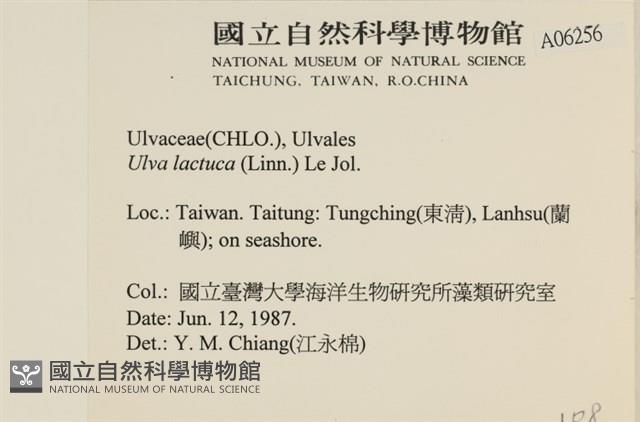 國立自然科學博物館
A06256
NATIONAL MUSEUM OF NATURAL SCIENCE
TAICHUNG, TAIWAN, R.O.CHINA
Ulvaceae(CHLO.), Ulvales
Ulva lactuca (Linn.) Le Jol.
Loc.: Taiwan. Taitung: Tungching(東淸), Lanhsu(蘭
嶼); on seashore.
Col.: 國立臺灣大學海洋生物研究所藻類研究室
Date: Jun. 12, 1987.
Det.: Y. M. Chiang(江永棉)
國立自然科學博物館
NATIONAL MUSEUM OF NATURAL SCIENCE